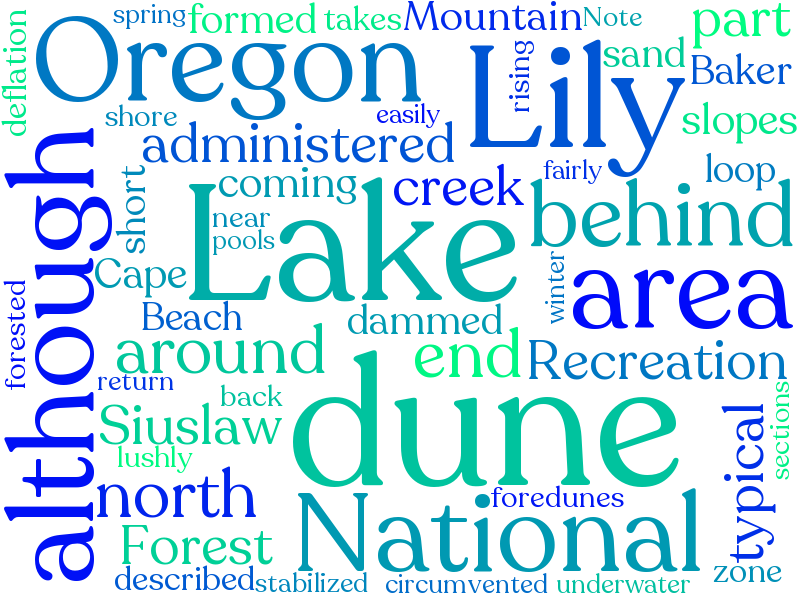 spring
formed
takes
Mountain
Note
part
deflation
Oregon
Lily
rising
sand
Baker
shore
easily
slopes
although
administered
fairly
loop
short
coming
creek
behind
near
pools
Lake
Cape
winter
area
forested
Beach
dammed
around
end
Recreation
return
back
dune
sections
Siuslaw
typical
lushly
north
foredunes
National
Forest
zone
described
stabilized
circumvented
underwater